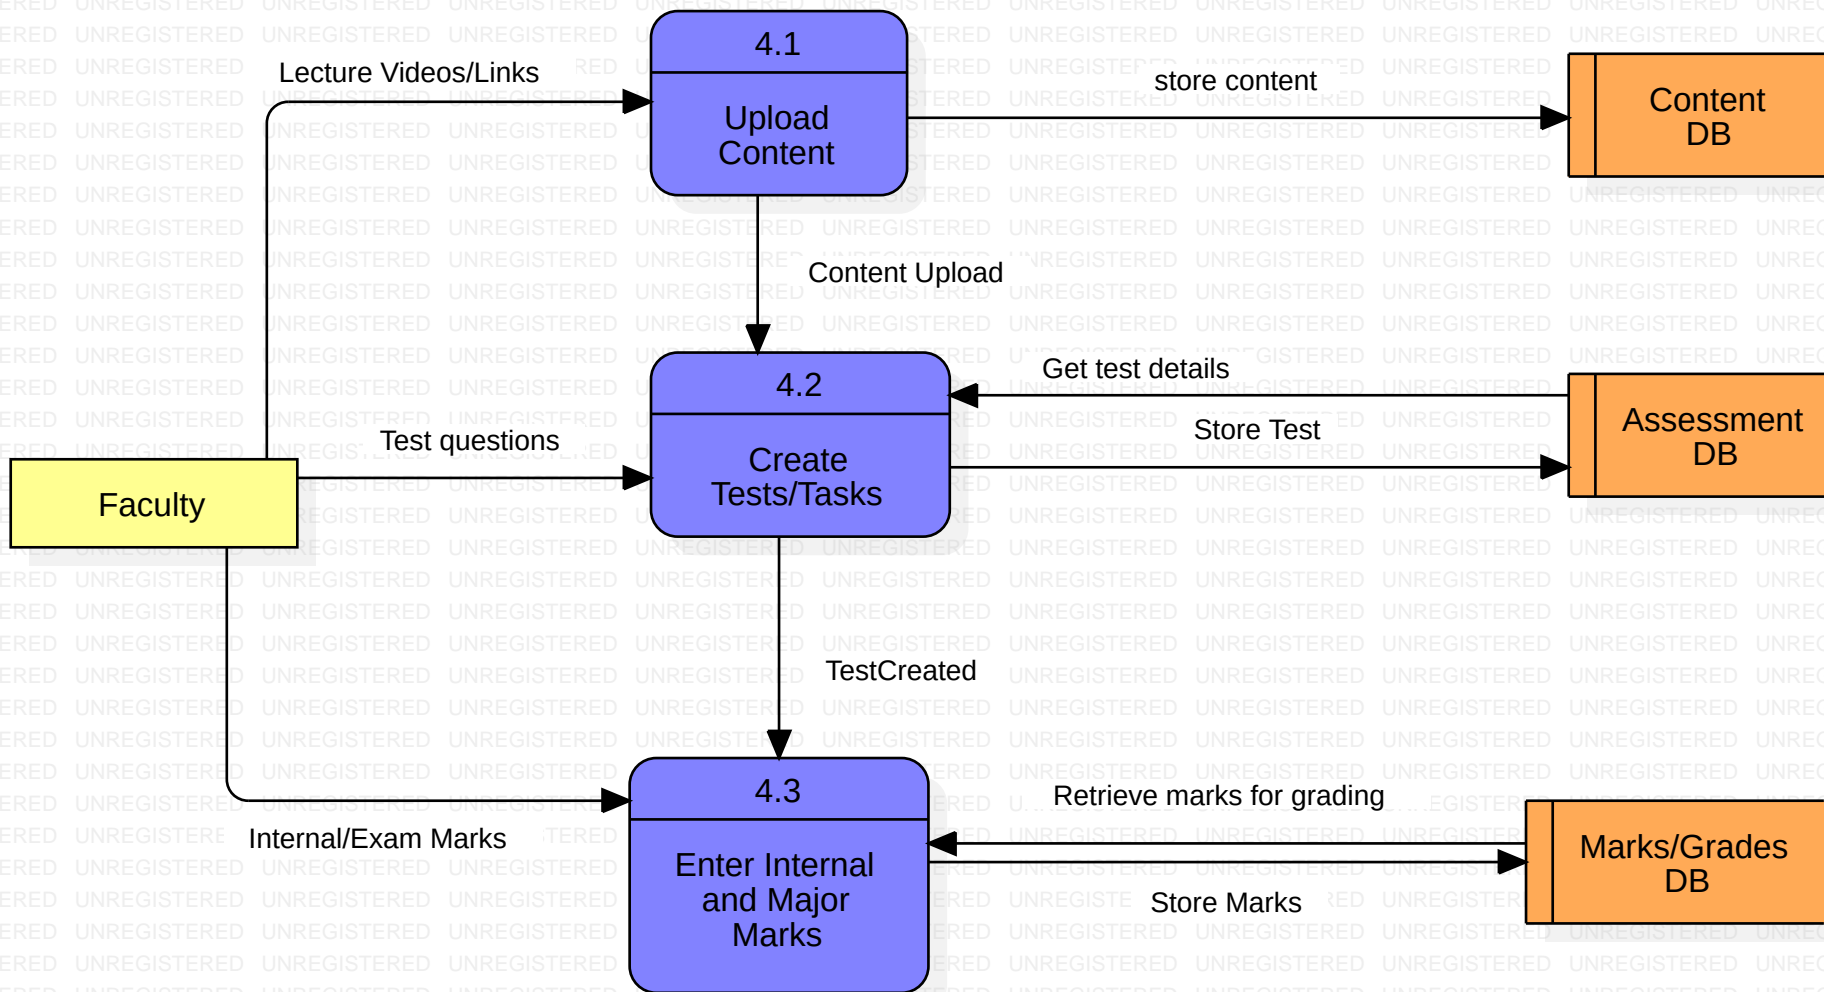 4.1
Lecture Videos/Links
store content
Upload
Content
Content
DB
Content Upload
4.2
Get test details
Test questions
Store Test
Create
Tests/Tasks
Assessment
DB
Faculty
TestCreated
4.3
Retrieve marks for grading
Internal/Exam Marks
Enter Internal
and Major
Marks
Marks/Grades
DB
Store Marks
UNREGISTERED